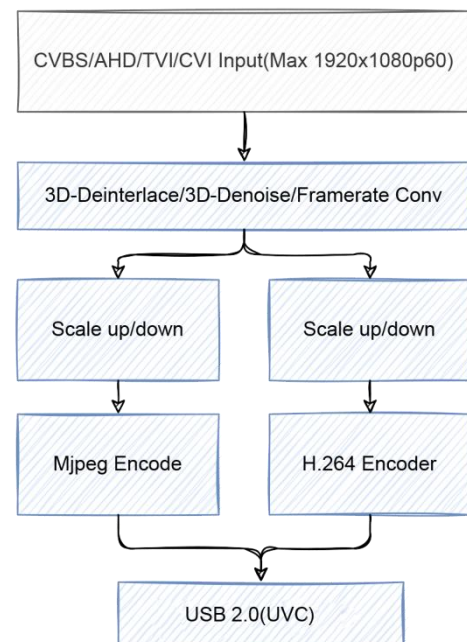 CVBS/AHD/TVI/CVI Input(Max 1920x1080p60)
3D-Deinterlace/3D-Denoise/Framerate Conv
Scale up/down
Scale up/down
Mjpeg Encode
H.264 Encoder
USB 2.0(UVC)